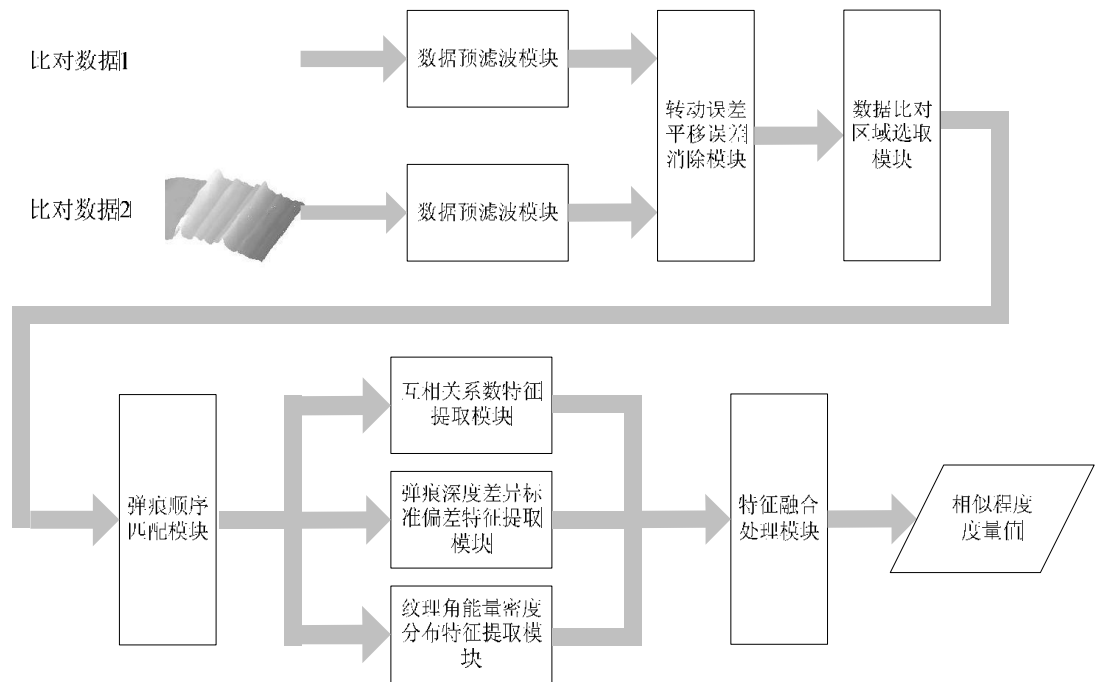 比对数据1
数据预滤波模块
转动误差
平移误差
消除模块
数据比对
区域选取
模块
比对数据2
数据预滤波模块
弹痕顺序
匹配模块
互相关系数特征
提取模块
弹痕深度差异标
准偏差特征提取
模块
纹理角能量密度
分布特征提取模
块
特征融合
处理模块
相似程度
度量值